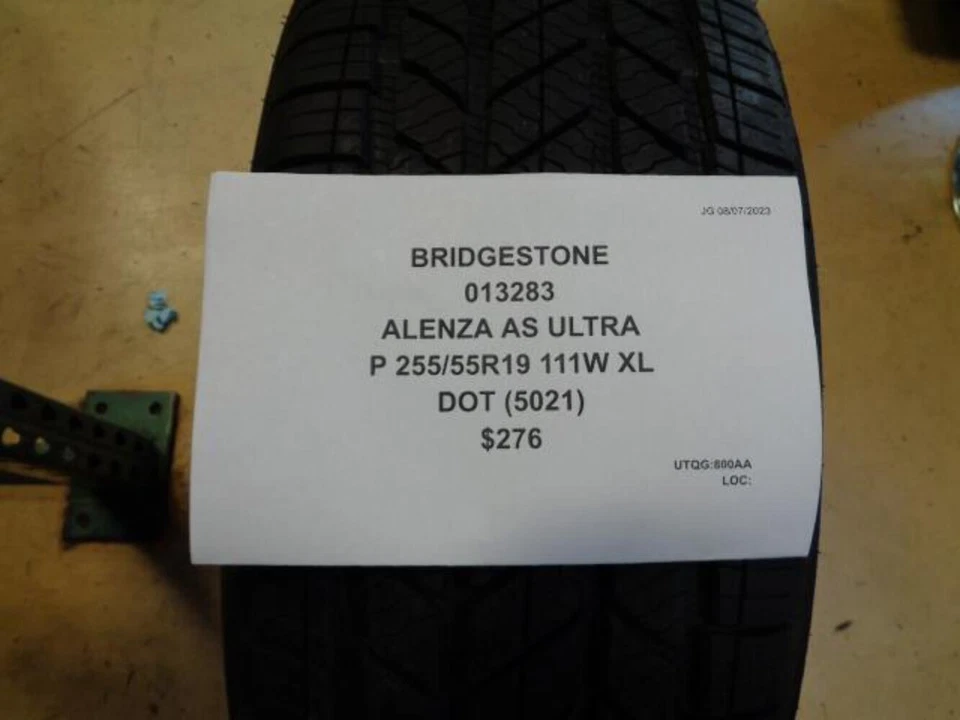 JG 08/07/2023
BRIDGESTONE
013283
ALENZA AS ULTRA
P 255/55R19 111W XL
DOT (5021)
$276
UTQG:800AA
LOC: